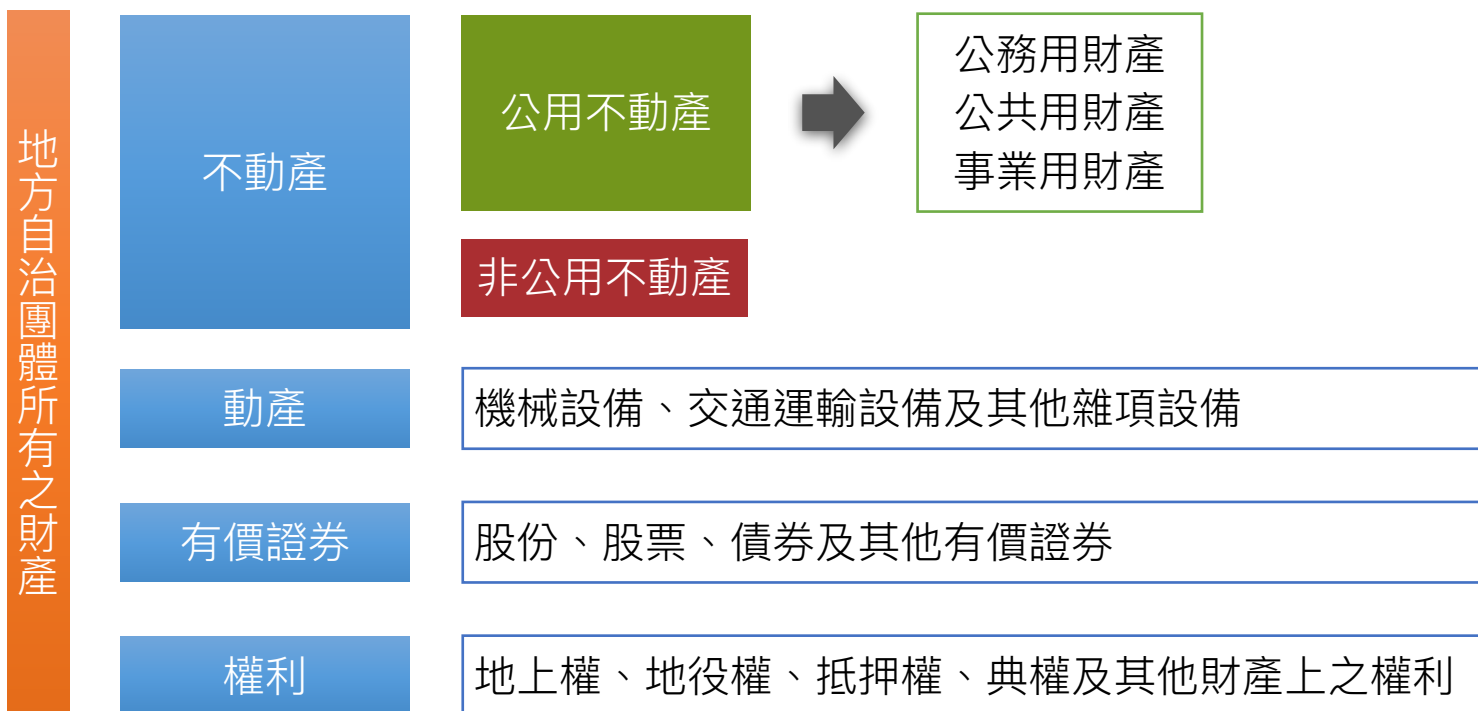 地方自治團體所有之財產
不動產
公用不動產
公務用財產
公共用財產
事業用財產
非公用不動產
動產
機械設備、交通運輸設備及其他雜項設備
有價證券
股份、股票、債券及其他有價證券
權利
地上權、地役權、抵押權、典權及其他財產上之權利